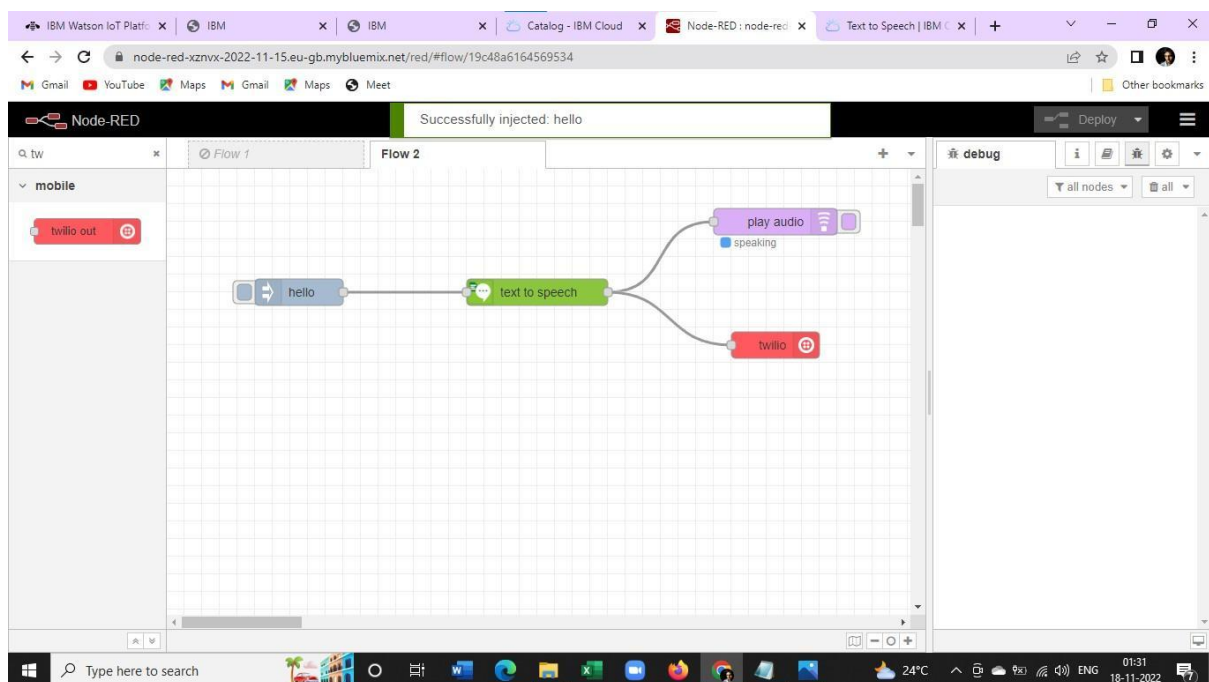 IBM Watson IoT Platfo
IBM
IBM
Catalog - IBM Cloud
Node-RED : node-red
Text to Speech | IBM C
node-red-xznvx-2022-11-15.eu-gb.mybluemix.net/red/#flow/19c48a6164569534
Gmail YouTube Maps Gmail Maps Meet Other bookmarks
Node-RED
Successfully injected: hello
Deploy
tw
Flow 1
Flow 2
debug
all nodes
all
mobile
twilio out
play audio
speaking
hello
text to speech
twilio
Type here to search
24°C
ENG
01:31
18-11-2022